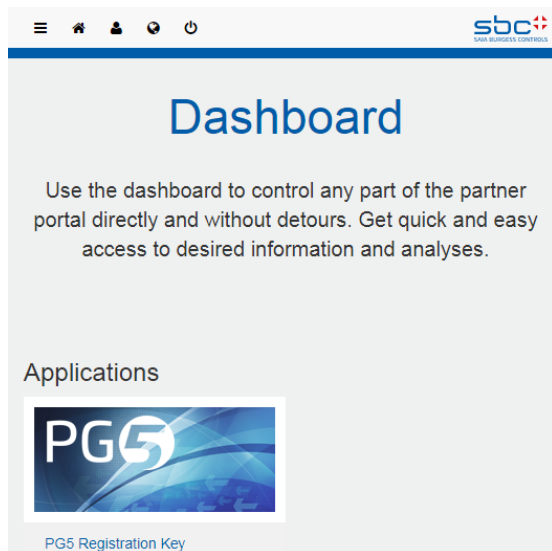 sbc
SAIA BURGESS CONTROLS
Dashboard
Use the dashboard to control any part of the partner
portal directly and without detours. Get quick and easy
access to desired information and analyses.
Applications
PG5
PG5 Registration Key